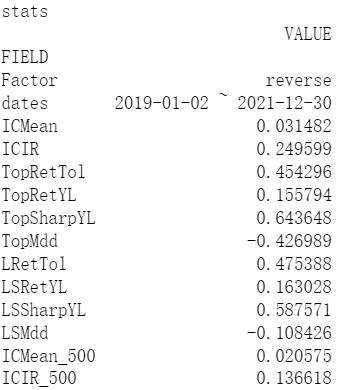 stats
VALUE
FIELD
Factor reverse
dates 2019-01-02 ~ 2021-12-30
ICMean 0.031482
ICIR 0.249599
TopRetTol 0.454296
TopRetYL 0.155794
TopSharpYL 0.643648
TopMdd -0.426989
LRetTol 0.475388
LSRetYL 0.163028
LSSharpYL 0.587571
LSMdd -0.108426
ICMean_500 0.020575
ICIR_500 0.136618